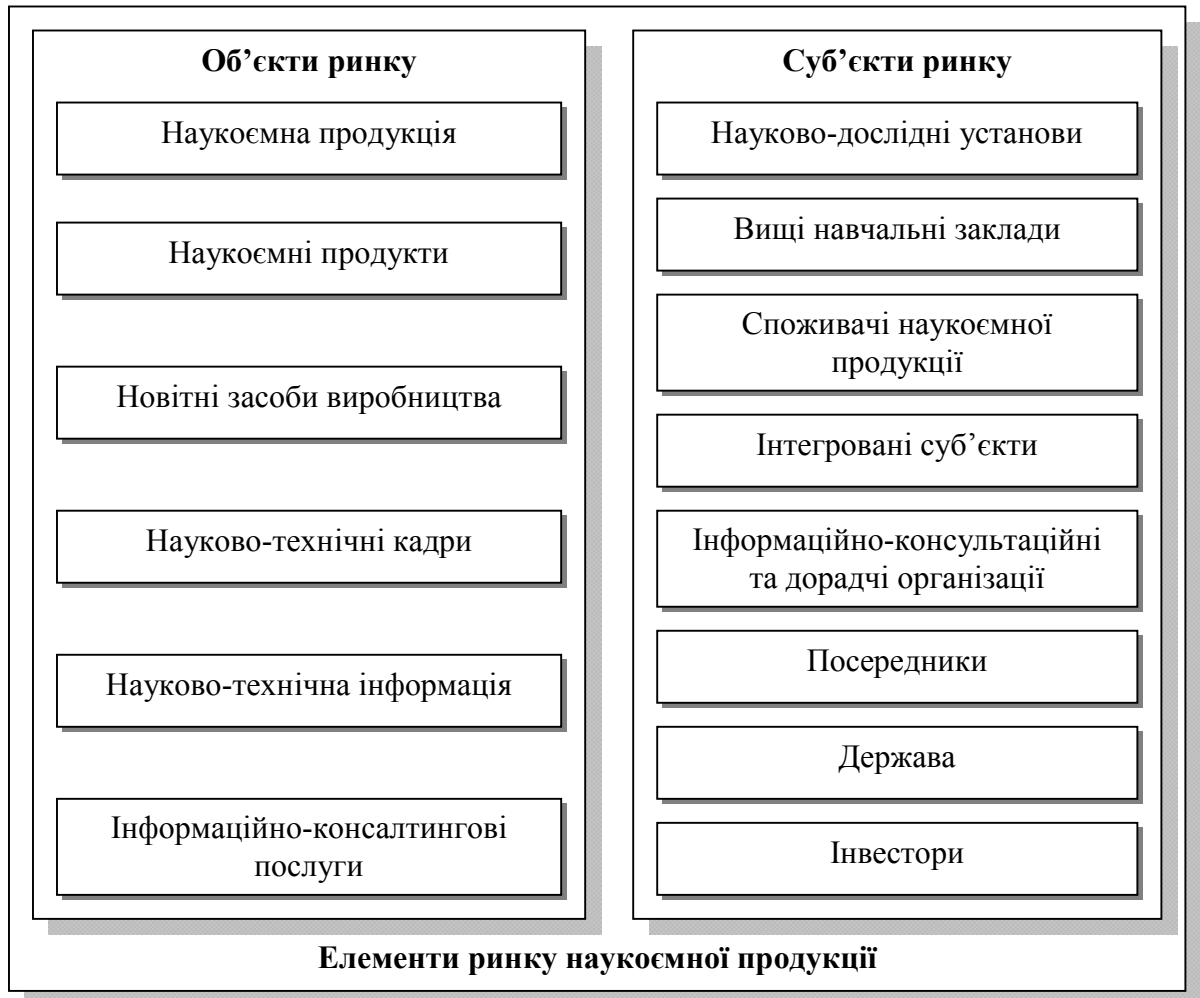 Об’єкти ринку
Наукоємна продукція
Наукоємні продукти
Новітні засоби виробництва
Науково-технічні кадри
Науково-технічна інформація
Інформаційно-консалтингові
послуги
Суб’єкти ринку
Науково-дослідні установи
Вищі навчальні заклади
Споживачі наукоємної
продукції
Інтегровані суб’єкти
Інформаційно-консультаційні
та дорадчі організації
Посередники
Держава
Інвестори
Елементи ринку наукоємної продукції